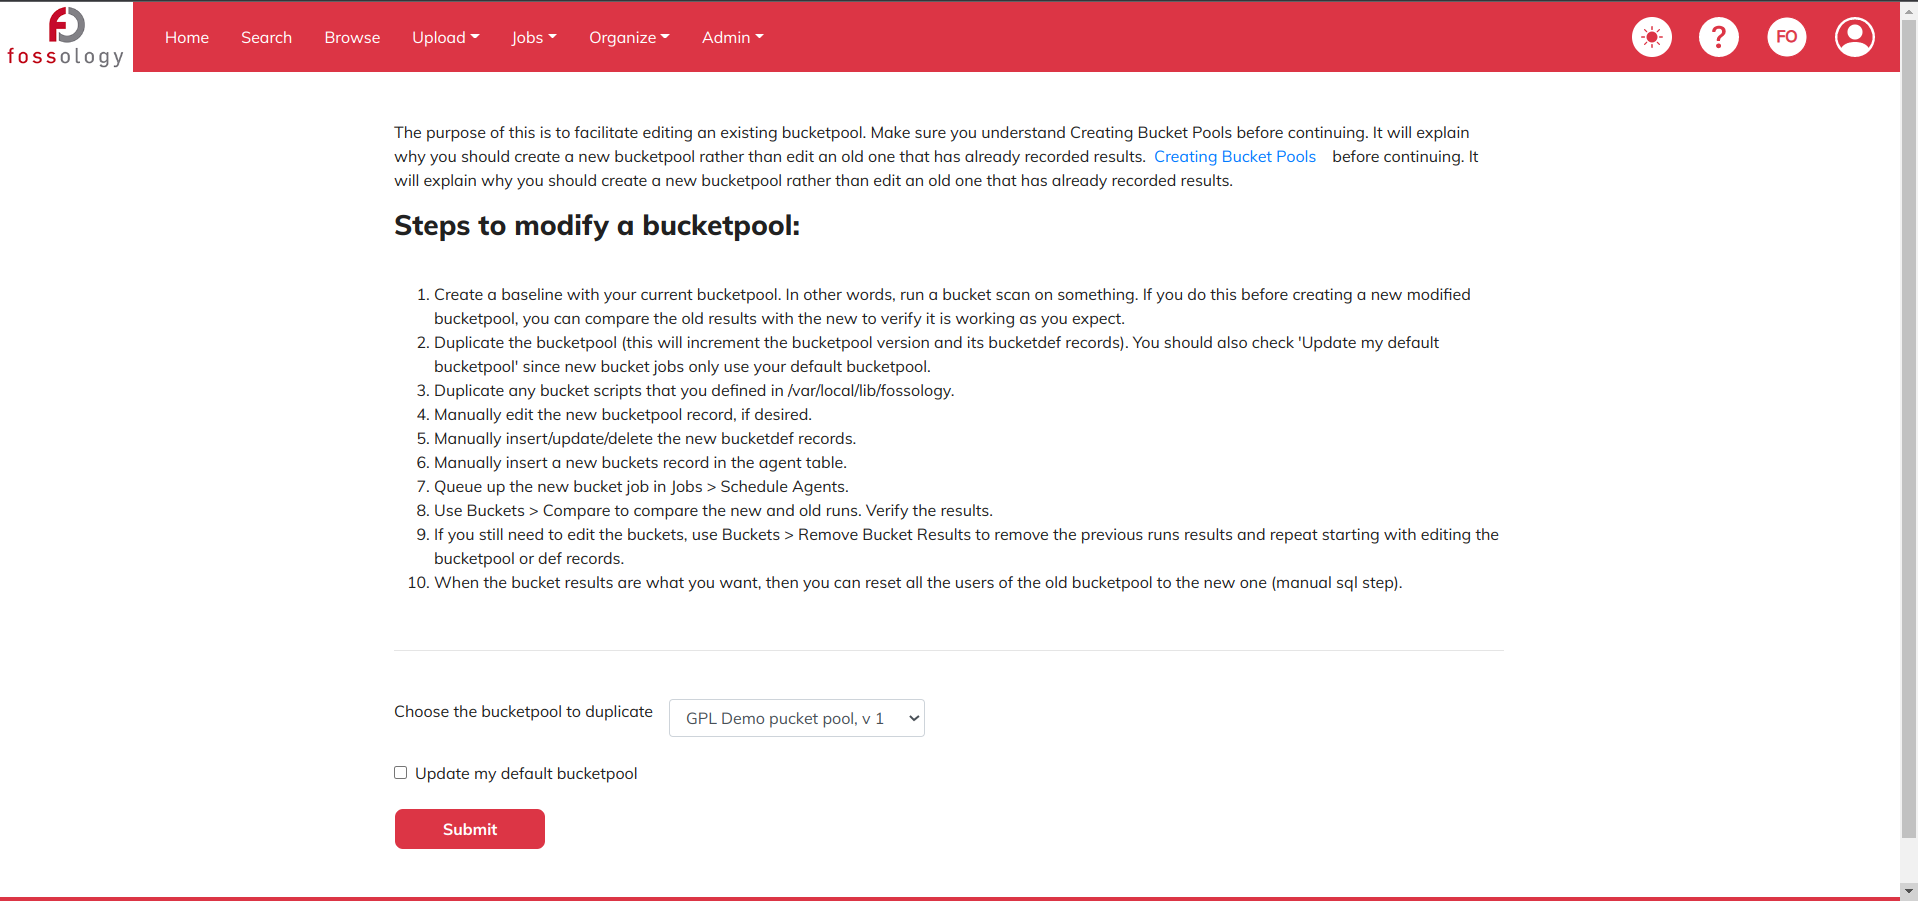 fossology
Home Search Browse Upload Jobs Organize Admin
? FO
The purpose of this is to facilitate editing an existing bucketpool. Make sure you understand Creating Bucket Pools before continuing. It will explain
why you should create a new bucketpool rather than edit an old one that has already recorded results. Creating Bucket Pools before continuing. It
will explain why you should create a new bucketpool rather than edit an old one that has already recorded results.
Steps to modify a bucketpool:
1. Create a baseline with your current bucketpool. In other words, run a bucket scan on something. If you do this before creating a new modified
bucketpool, you can compare the old results with the new to verify it is working as you expect.
2. Duplicate the bucketpool (this will increment the bucketpool version and its bucketdef records). You should also check 'Update my default
bucketpool' since new bucket jobs only use your default bucketpool.
3. Duplicate any bucket scripts that you defined in /var/local/lib/fossology.
4. Manually edit the new bucketpool record, if desired.
5. Manually insert/update/delete the new bucketdef records.
6. Manually insert a new buckets record in the agent table.
7. Queue up the new bucket job in Jobs > Schedule Agents.
8. Use Buckets > Compare to compare the new and old runs. Verify the results.
9. If you still need to edit the buckets, use Buckets > Remove Bucket Results to remove the previous runs results and repeat starting with editing the
bucketpool or def records.
10. When the bucket results are what you want, then you can reset all the users of the old bucketpool to the new one (manual sql step).
Choose the bucketpool to duplicate GPL Demo pucket pool, v 1
Update my default bucketpool
Submit